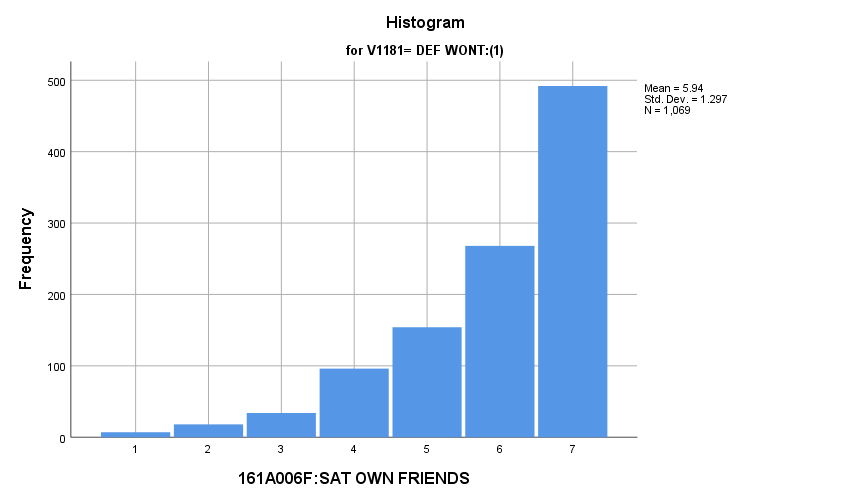 Histogram
for V1181= DEF WONT:(1)
Mean = 5.94
Std. Dev. = 1.297
N = 1,069
Frequency
500
400
300
200
100
0
1 2 3 4 5 6 7
161A006F:SAT OWN FRIENDS